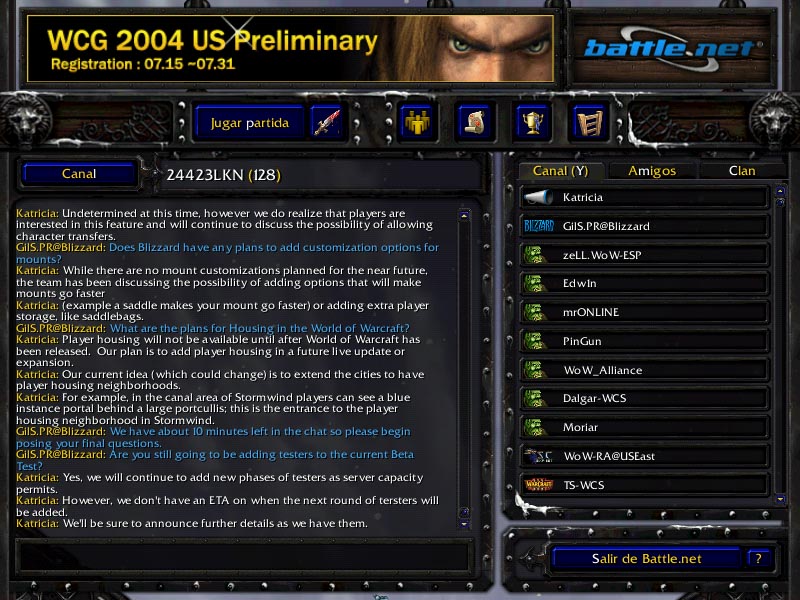 WCG 2004 US Preliminary
Registration : 07.15 ~07.31
battle.net
Jugar partida
Canal
24423LKN (128)
Katricia: Undetermined at this time, however we do realize that players are
interested in this feature and will continue to discuss the possibility of allowing
character transfers.
GilS.PR@Blizzard: Does Blizzard have any plans to add customization options for
mounts?
Katricia: While there are no mount customizations planned for the near future,
the team has been discussing the possibility of adding options that will make
mounts go faster
Katricia: (example a saddle makes your mount go faster) or adding extra player
storage, like saddlebags.
GilS.PR@Blizzard: What are the plans for Housing in the World of Warcraft?
Katricia: Player housing will not be available until after World of Warcraft has
been released. Our plan is to add player housing in a future live update or
expansion.
Katricia: Our current idea (which could change) is to extend the cities to have
player housing neighborhoods.
Katricia: For example, in the canal area of Stormwind players can see a blue
instance portal behind a large portcullis; this is the entrance to the player
housing neighborhood in Stormwind.
GilS.PR@Blizzard: We have about 10 minutes left in the chat so please begin
posing your final questions.
GilS.PR@Blizzard: Are you still going to be adding testers to the current Beta
Test?
Katricia: Yes, we will continue to add new phases of testers as server capacity
permits.
Katricia: However, we don't have an ETA on when the next round of tersters will
be added.
Katricia: We'll be sure to announce further details as we have them.
Canal (Y)
Amigos
Clan
Katricia
BLIZZARD
GilS.PR@Blizzard
zeLL.WoW-ESP
EdwIn
mrONLINE
PinGun
WoW_Alliance
Dalgar-WCS
Moriar
WoW-RA@USEast
WARCRAFT
TS-WCS
Salir de Battle.net
?